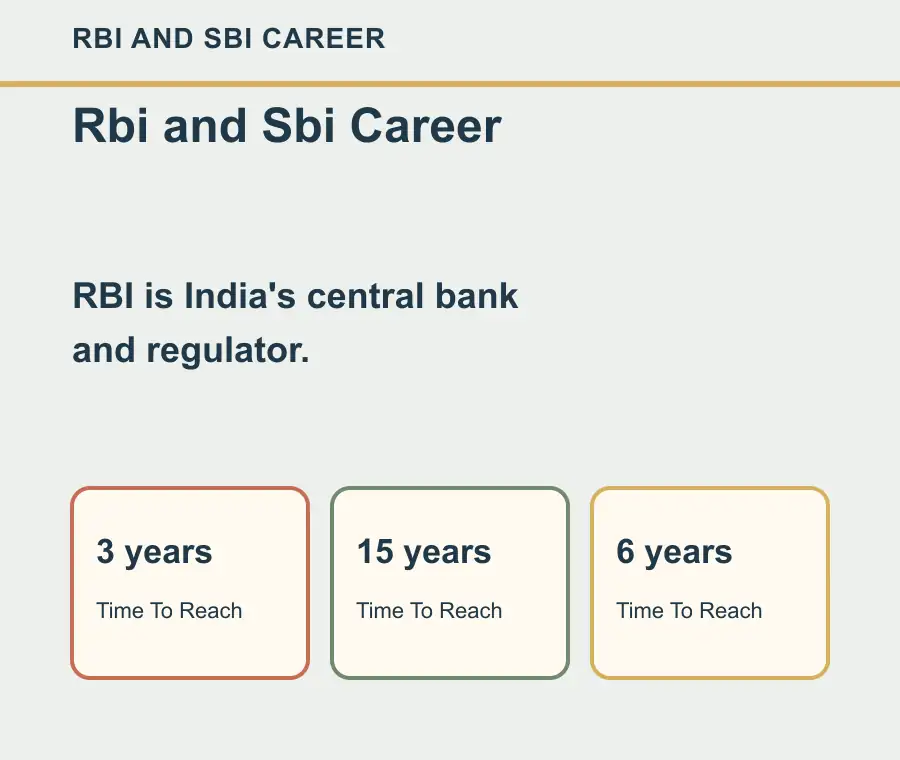 RBI AND SBI CAREER
Rbi and Sbi Career
RBI is India's central bank
and regulator.
3 years
Time To Reach
15 years
Time To Reach
6 years
Time To Reach